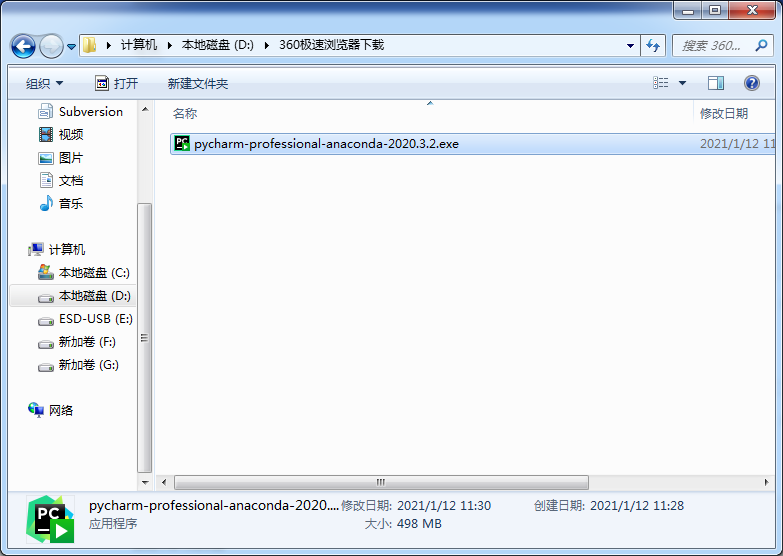 计算机 本地磁盘 (D:) 360极速浏览器下载 搜索 360...
组织 打开 新建文件夹
名称 修改日期
pycharm-professional-anaconda-2020.3.2.exe 2021/1/12 11
Subversion
视频
图片
文档
音乐
计算机
本地磁盘 (C:)
本地磁盘 (D:)
ESD-USB (E:)
新加卷 (F:)
新加卷 (G:)
网络
PC
pycharm-professional-anaconda-2020.... 修改日期: 2021/1/12 11:30 创建日期: 2021/1/12 11:28
应用程序 大小: 498 MB